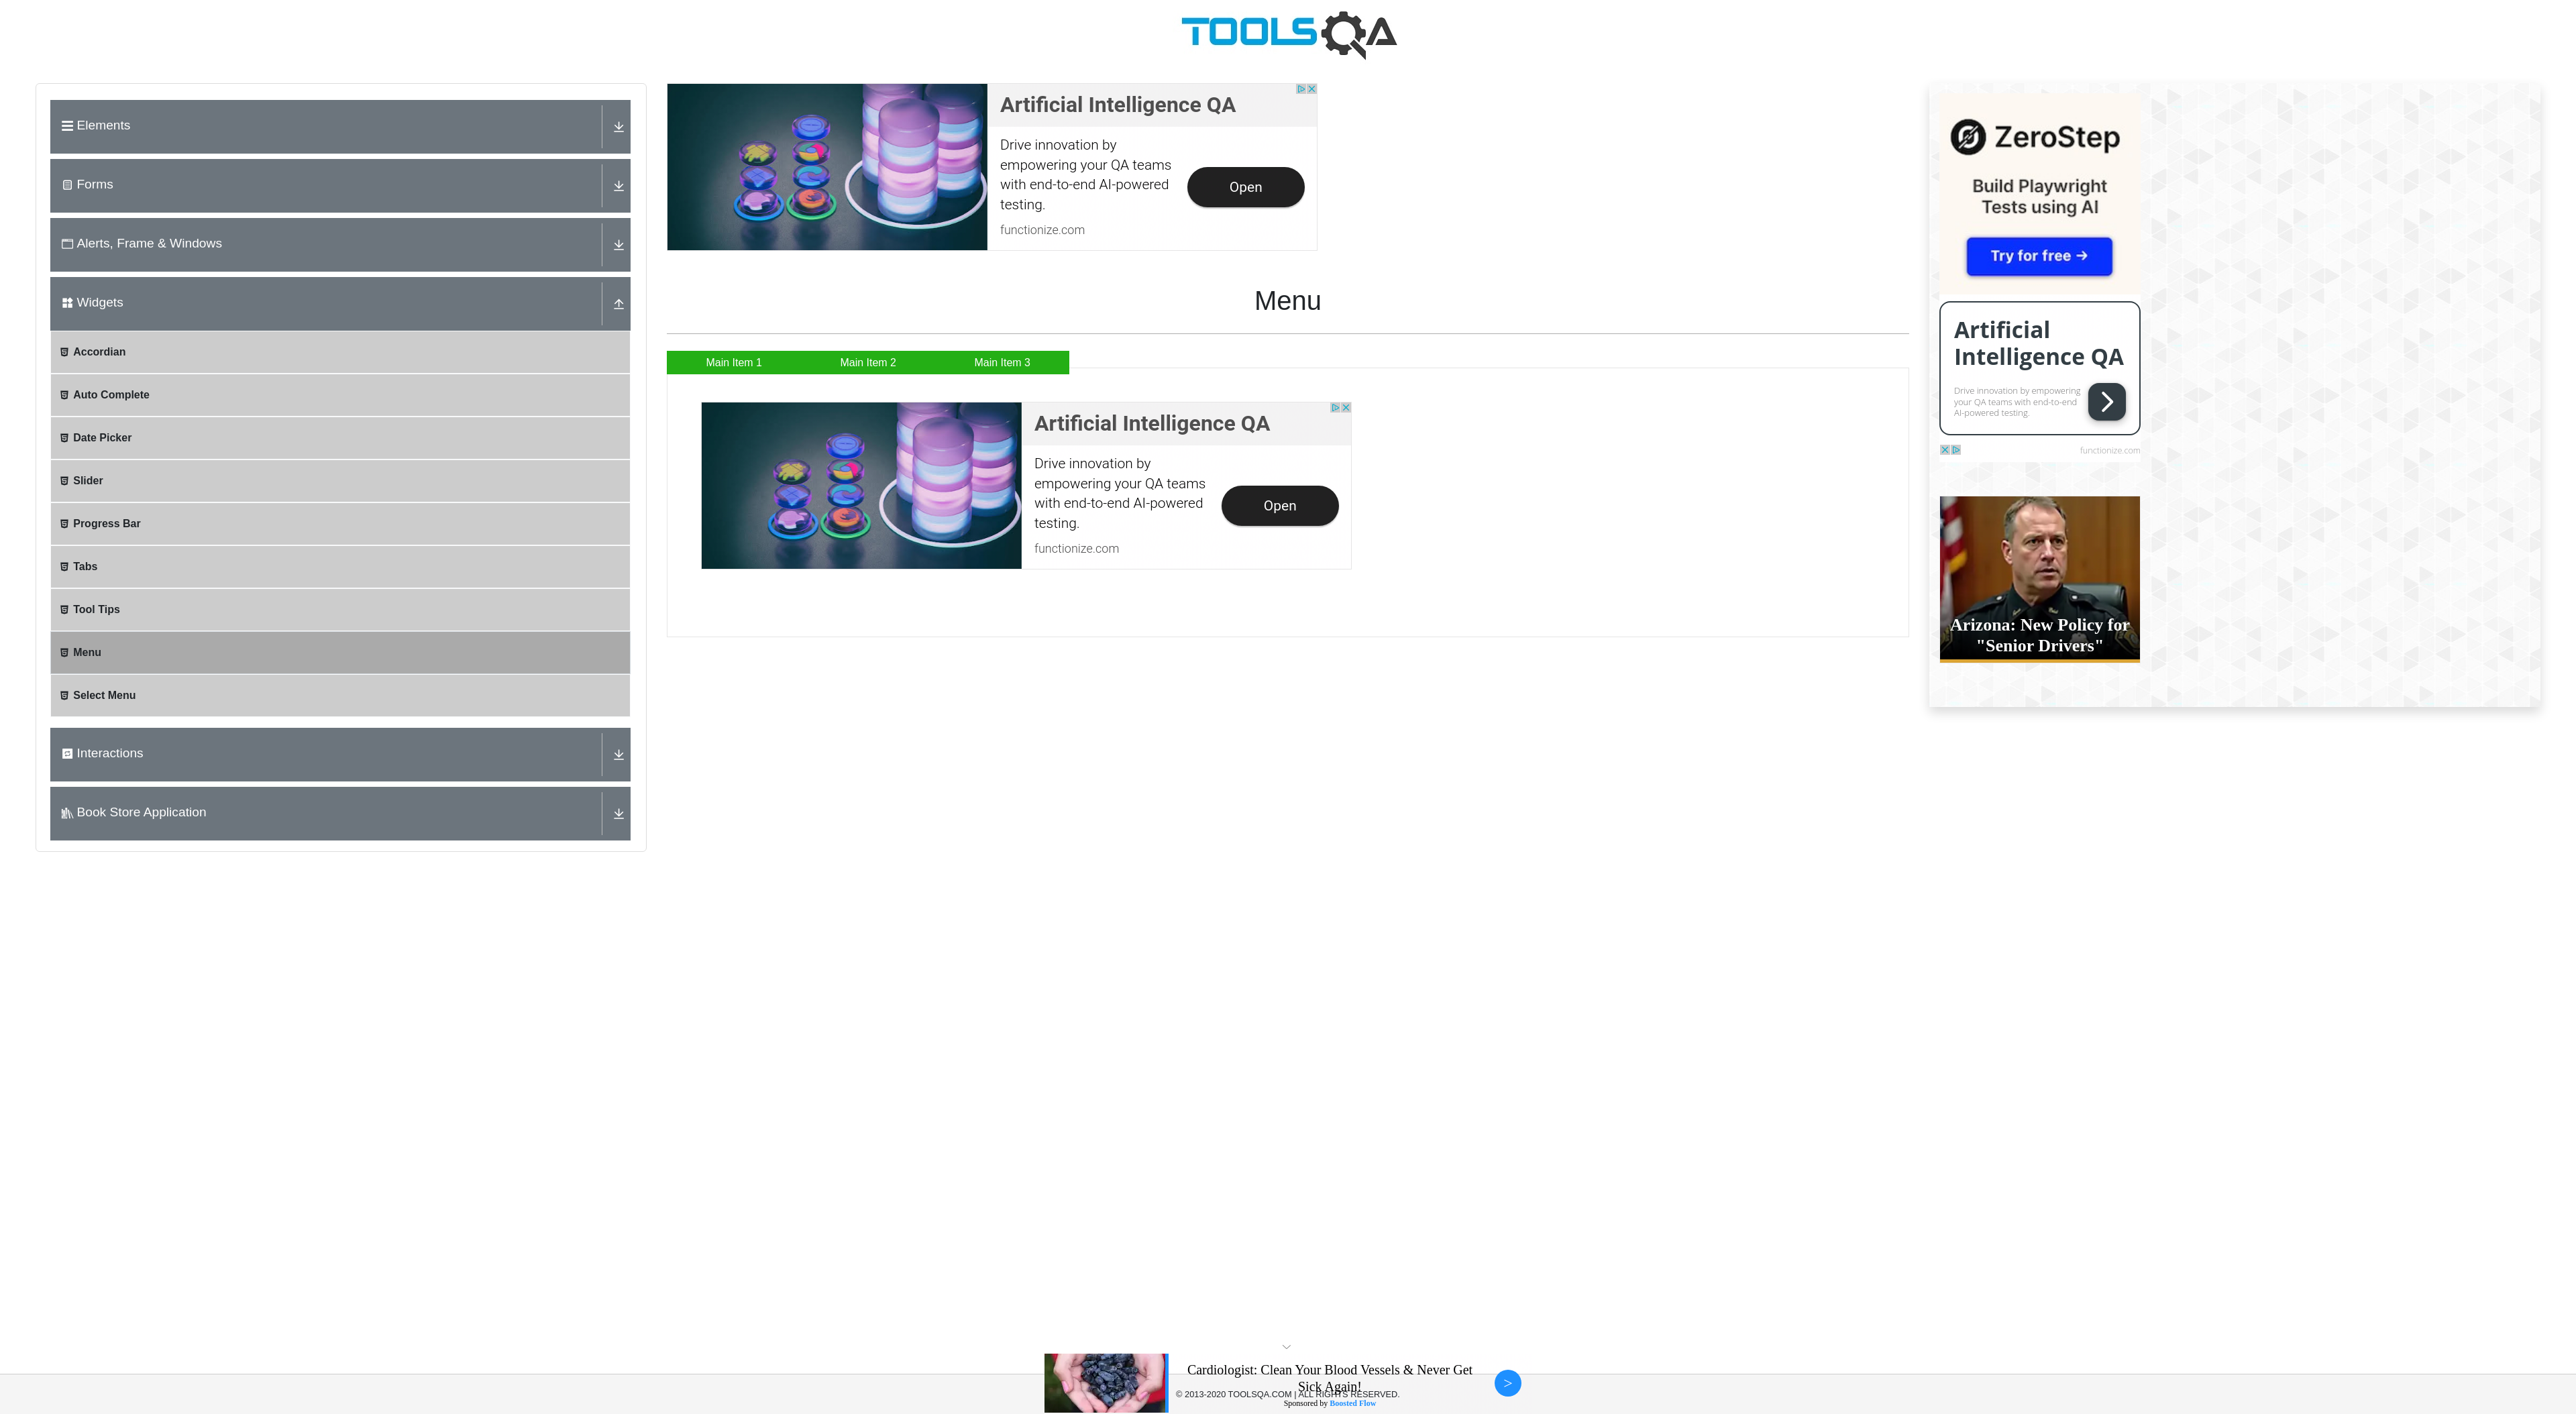 TOOLSQA
Elements
Forms
Alerts, Frame & Windows
Widgets
Accordian
Auto Complete
Date Picker
Slider
Progress Bar
Tabs
Tool Tips
Menu
Select Menu
Interactions
Book Store Application
Artificial Intelligence QA
Drive innovation by
empowering your QA teams
with end-to-end AI-powered
testing.
functionize.com
Open
Menu
Main Item 1
Main Item 2
Main Item 3
Artificial Intelligence QA
Drive innovation by
empowering your QA teams
with end-to-end AI-powered
testing.
functionize.com
Open
ZeroStep
Build Playwright
Tests using AI
Try for free →
Artificial
Intelligence QA
Drive innovation by empowering
your QA teams with end-to-end
AI-powered testing.
functionize.com
Arizona: New Policy for
"Senior Drivers"
Cardiologist: Clean Your Blood Vessels & Never Get
Sick Again!
© 2013-2020 TOOLSQA.COM | ALL RIGHTS RESERVED.
Sponsored by Boosted Flow
>